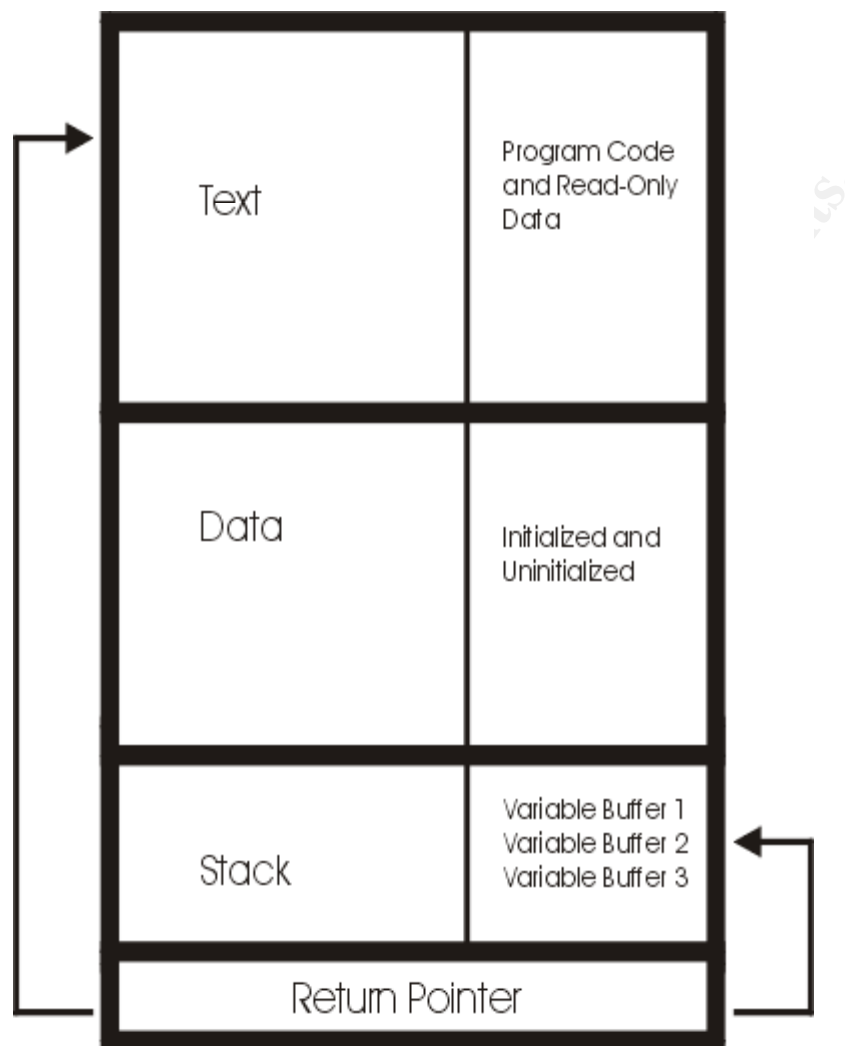 Text
Program Code
and Read-Only
Data
Data
Initialized and
Uninitialized
Stack
Variable Buffer 1
Variable Buffer 2
Variable Buffer 3
Return Pointer